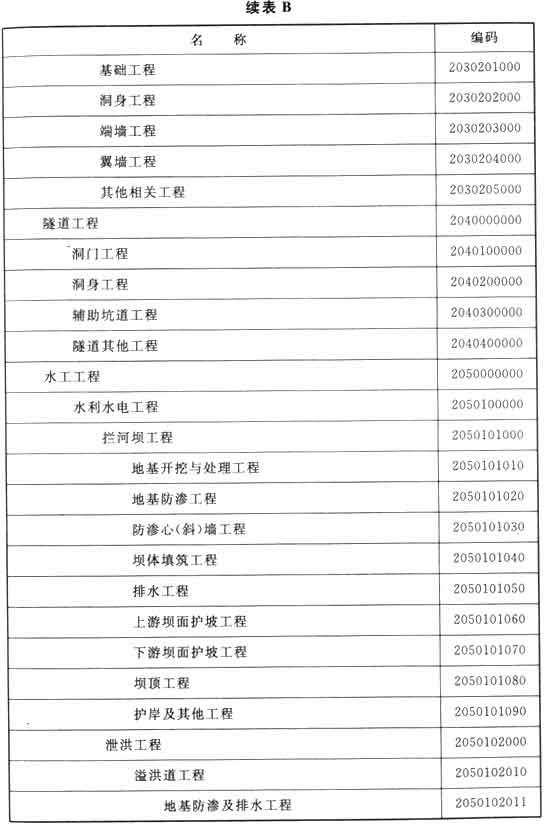 续表 B
名 称 编码
基础工程 2030201000
洞身工程 2030202000
端墙工程 2030203000
翼墙工程 2030204000
其他相关工程 2030205000
隧道工程 2040000000
洞门工程 2040100000
洞身工程 2040200000
辅助坑道工程 2040300000
隧道其他工程 2040400000
水工工程 2050000000
水利水电工程 2050100000
拦河坝工程 2050101000
地基开挖与处理工程 2050101010
地基防渗工程 2050101020
防渗心(斜)墙工程 2050101030
坝体填筑工程 2050101040
排水工程 2050101050
上游坝面护坡工程 2050101060
下游坝面护坡工程 2050101070
坝顶工程 2050101080
护岸及其他工程 2050101090
泄洪工程 2050102000
溢洪道工程 2050102010
地基防渗及排水工程 2050102011